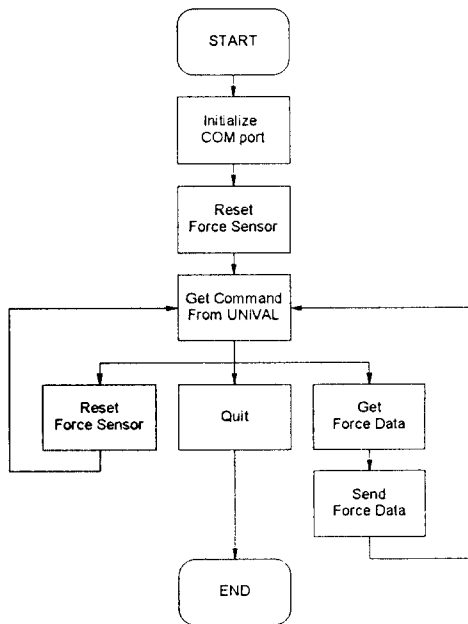 START
Initialize
COM port
Reset
Force Sensor
Get Command
From UNIVAL
Reset
Force Sensor
Quit
Get
Force Data
Send
Force Data
END